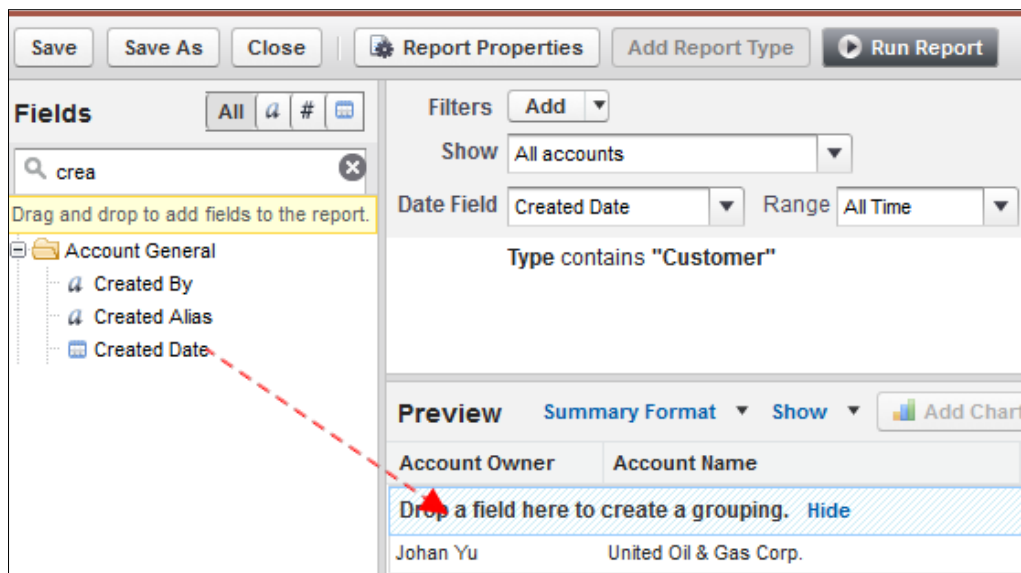 Save Save As Close Report Properties Add Report Type Run Report
Fields All a #
crea
Drag and drop to add fields to the report.
Account General
a Created By
a Created Alias
Created Date
Filters Add
Show All accounts
Date Field Created Date Range All Time
Type contains "Customer"
Preview Summary Format Show Add Chart
Account Owner Account Name
Drop a field here to create a grouping. Hide
Johan Yu United Oil & Gas Corp.